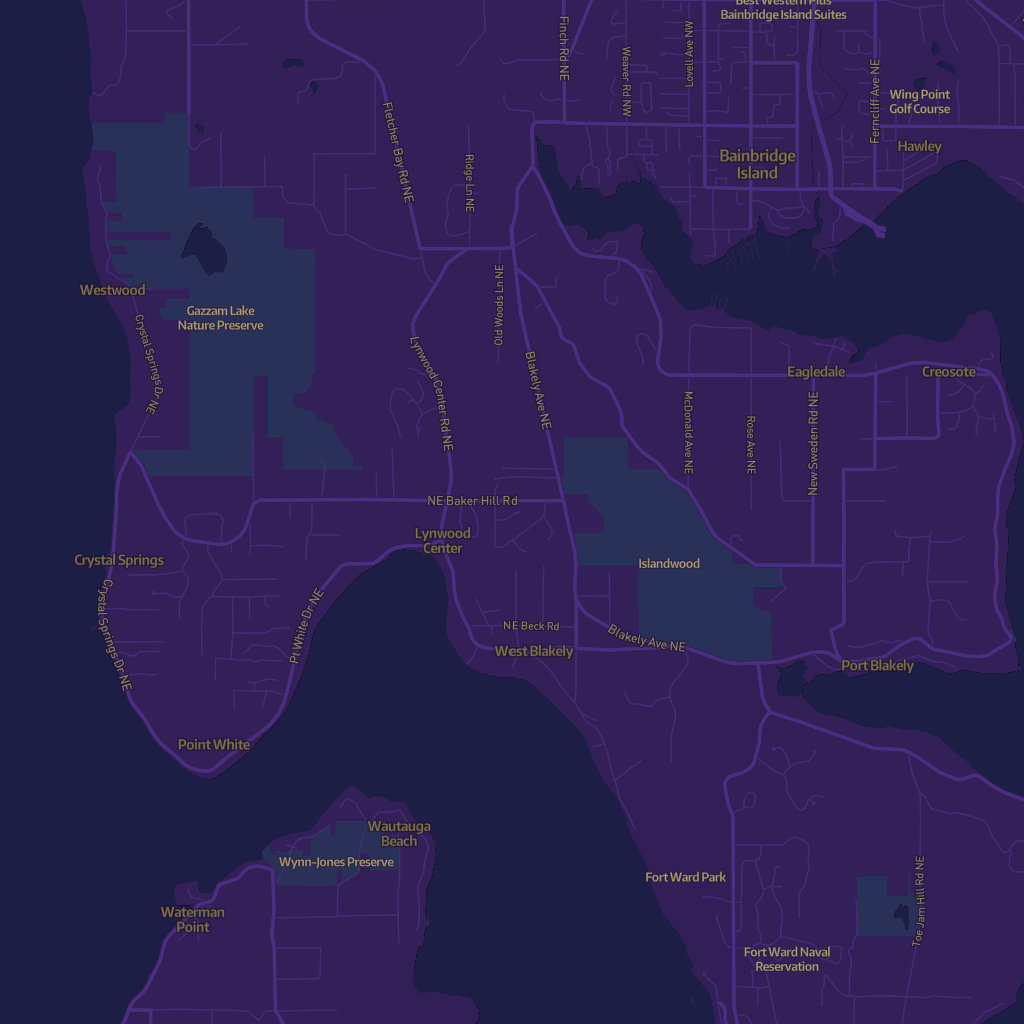 Best Western Plus
Bainbridge Island Suites
Finch Rd NE
Weaver Rd NW
Lovell Ave NW
Ferncliff Ave NE
Wing Point
Golf Course
Hawley
Bainbridge
Island
Fletcher Bay Rd NE
Ridge Ln NE
Westwood
Gazzam Lake
Nature Preserve
Crystal Springs Dr NE
Old Woods Ln NE
Lynwood Center Rd NE
Blakely Ave NE
Eagledale
Creosote
McDonald Ave NE
Rose Ave NE
New Sweden Rd NE
NE Baker Hill Rd
Lynwood
Center
Crystal Springs
Islandwood
Crystal Springs Dr NE
Pt White Dr NE
NE Beck Rd
Blakely Ave NE
West Blakely
Port Blakely
Point White
Wautauga
Beach
Wynn-Jones Preserve
Fort Ward Park
Toe Jam Hill Rd NE
Waterman
Point
Fort Ward Naval
Reservation